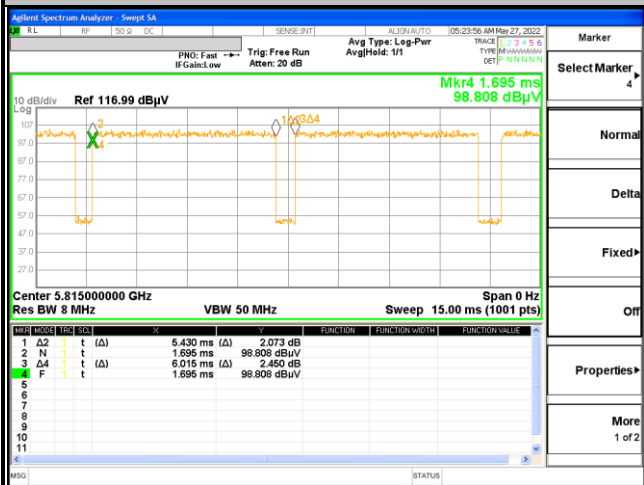 Agilent Spectrum Analyzer - Swept SA
RL RF 50 Ω DC SENSE:INT ALIGNAUTO 05:23:56 AM May 27, 2022
Marker
PNO: Fast
IFGain:Low
Trig: Free Run
Atten: 20 dB
Avg Type: Log-Pwr
Avg|Hold: 1/1
TRACE 1 2 3 4 5 6
TYPE
DET P N N N N N
Select Marker
4
Mkr4 1.695 ms
98.808 dBµV
10 dB/div Ref 116.99 dBµV
Log
107
97.0
87.0
77.0
67.0
57.0
47.0
37.0
27.0
2
4
1Δ2
3Δ4
Normal
Delta
Fixed
Off
Properties
More
1 of 2
Center 5.815000000 GHz Span 0 Hz
Res BW 8 MHz VBW 50 MHz Sweep 15.00 ms (1001 pts)
MKR MODE TRC SCL X Y FUNCTION FUNCTION WIDTH FUNCTION VALUE
1 Δ2 1 t (Δ) 5.430 ms (Δ) 2.073 dB
2 N 1 t 1.695 ms 98.808 dBµV
3 Δ4 1 t (Δ) 6.015 ms (Δ) 2.450 dB
4 F 1 t 1.695 ms 98.808 dBµV
5
6
7
8
9
10
11
MSG STATUS